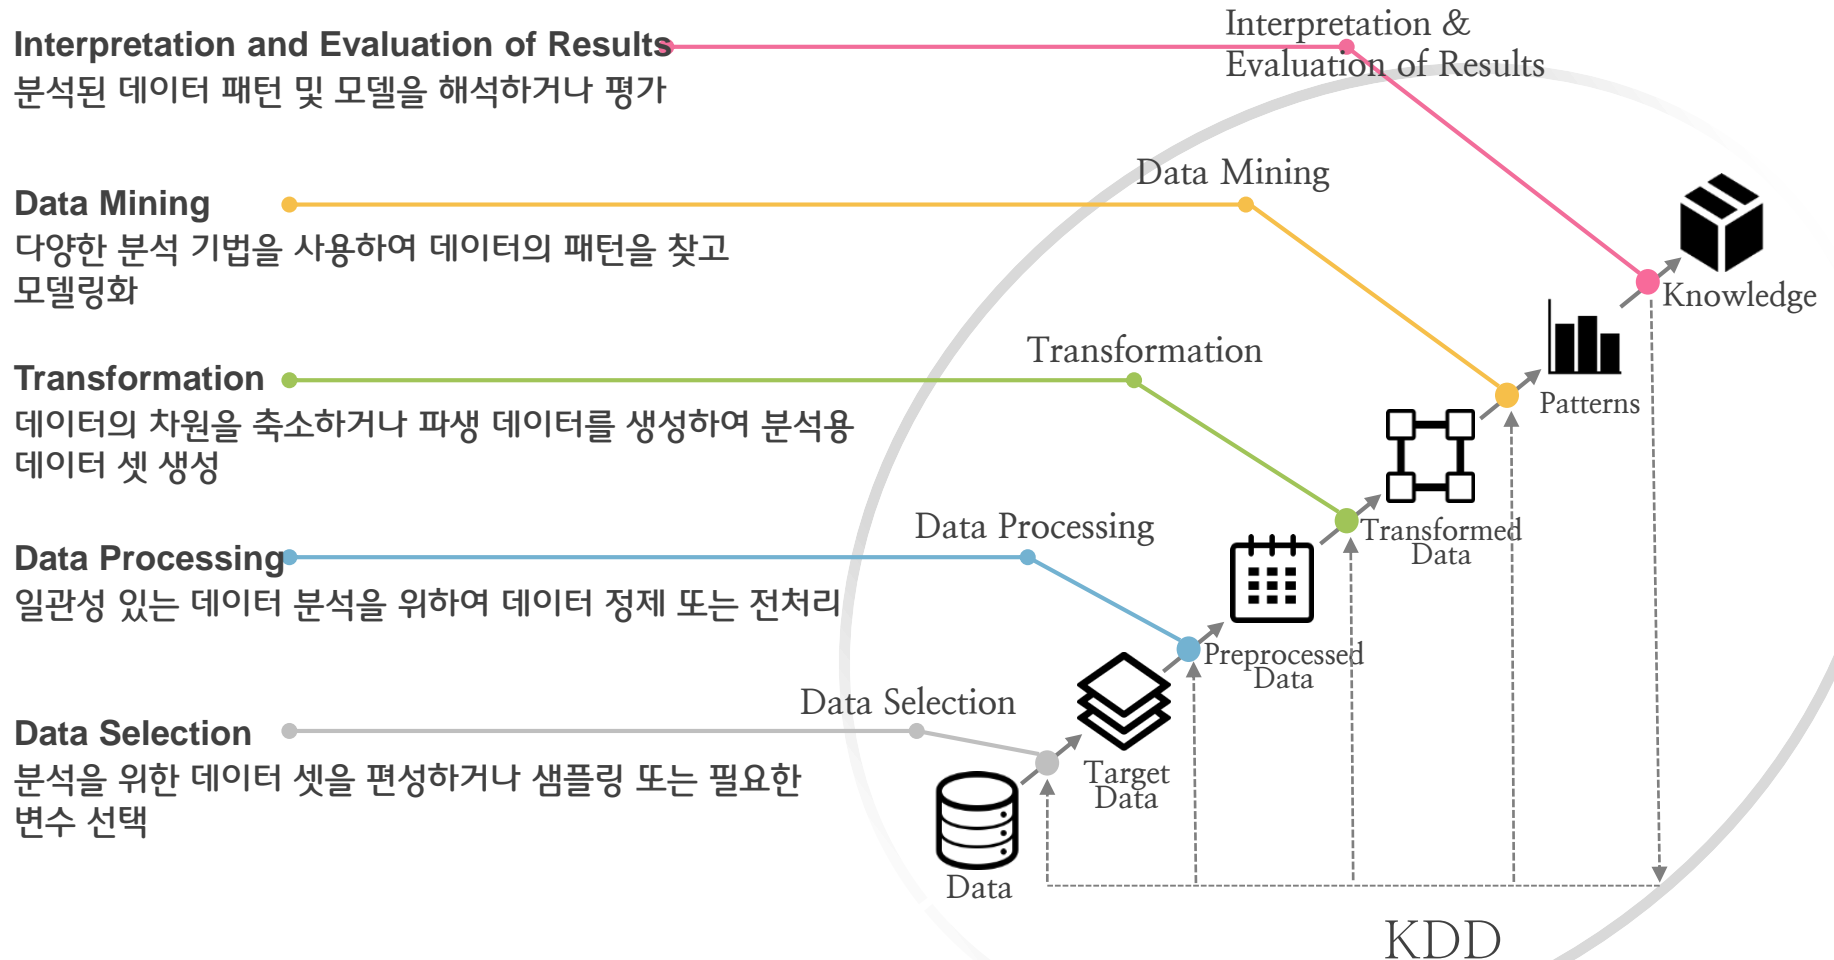 Interpretation and Evaluation of Results
분석된 데이터 패턴 및 모델을 해석하거나 평가
Data Mining
다양한 분석 기법을 사용하여 데이터의 패턴을 찾고
모델링화
Transformation
데이터의 차원을 축소하거나 파생 데이터를 생성하여 분석용
데이터 셋 생성
Data Processing
일관성 있는 데이터 분석을 위하여 데이터 정제 또는 전처리
Data Selection
분석을 위한 데이터 셋을 편성하거나 샘플링 또는 필요한
변수 선택
Interpretation &
Evaluation of Results
Data Mining
Transformation
Data Processing
Data Selection
Knowledge
Patterns
Transformed
Data
Preprocessed
Data
Target
Data
Data
KDD